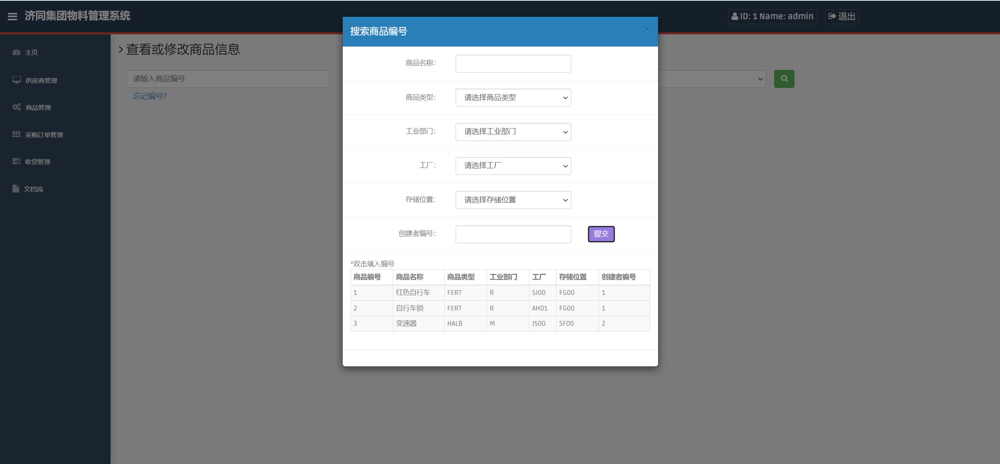 济同集团物料管理系统
ID: 1 Name: admin
退出
主页
供应商管理
商品管理
采购订单管理
收货管理
文档流
查看或修改商品信息
请输入商品编号
忘记编号?
搜索商品编号
×
商品名称:
商品类型: 请选择商品类型
工业部门: 请选择工业部门
工厂: 请选择工厂
存储位置: 请选择存储位置
创建者编号: 提交
*双击填入编号
商品编号 商品名称 商品类型 工业部门 工厂 存储位置 创建者编号
1 红色自行车 FERT R SJ00 FG00 1
2 自行车锁 FERT R AH01 FG00 1
3 变速器 HALB M JS00 SF00 2